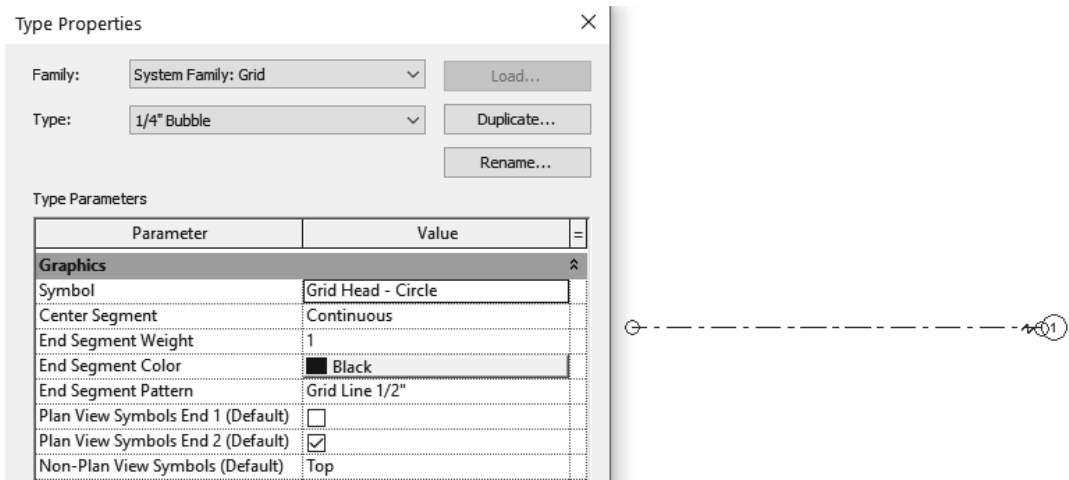 Type Properties
Family: System Family: Grid Load...
Type: 1/4" Bubble Duplicate...
Rename...
Type Parameters
Parameter Value =
Graphics
Symbol Grid Head - Circle
Center Segment Continuous
End Segment Weight 1
End Segment Color Black
End Segment Pattern Grid Line 1/2"
Plan View Symbols End 1 (Default)
Plan View Symbols End 2 (Default)
Non-Plan View Symbols (Default) Top
1